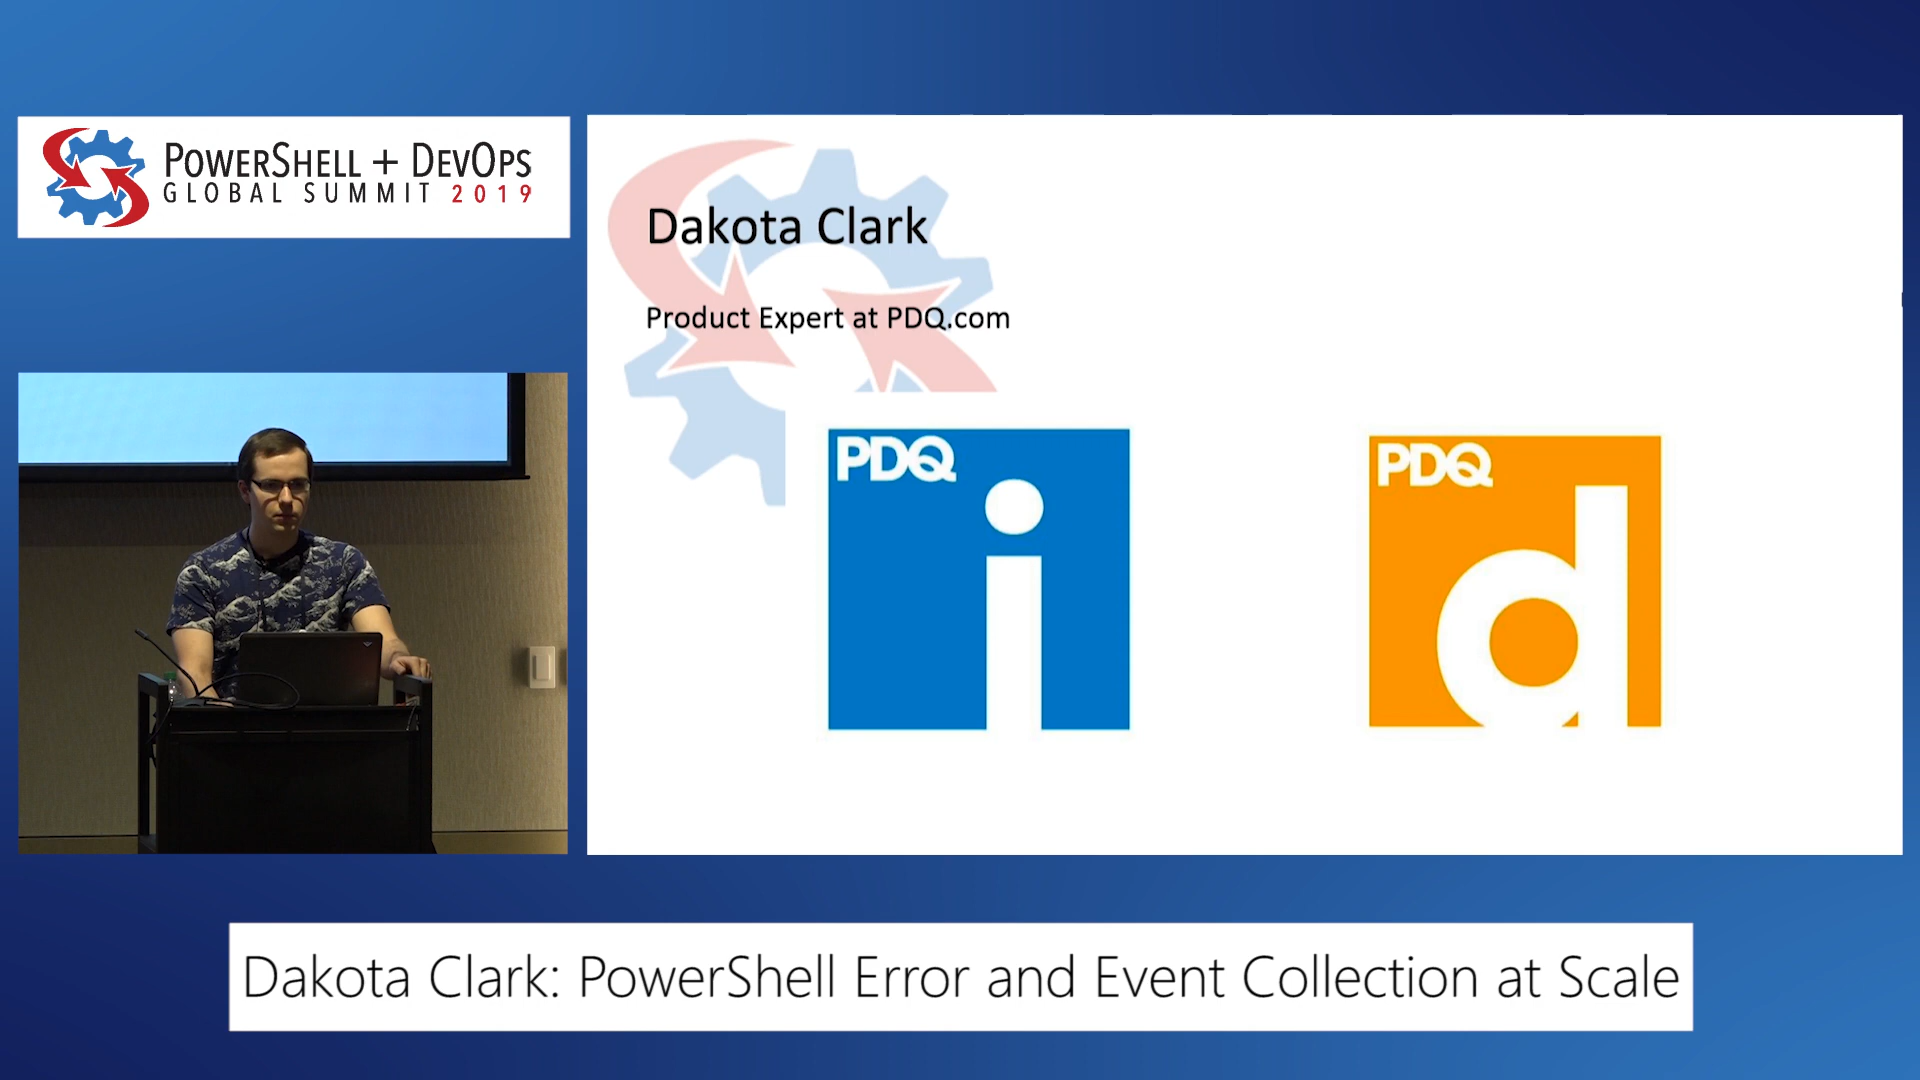 POWERSHELL + DEVOPS
GLOBAL SUMMIT 2019
Dakota Clark
Product Expert at PDQ.com
PDQ
i
PDQ
d
Dakota Clark: PowerShell Error and Event Collection at Scale